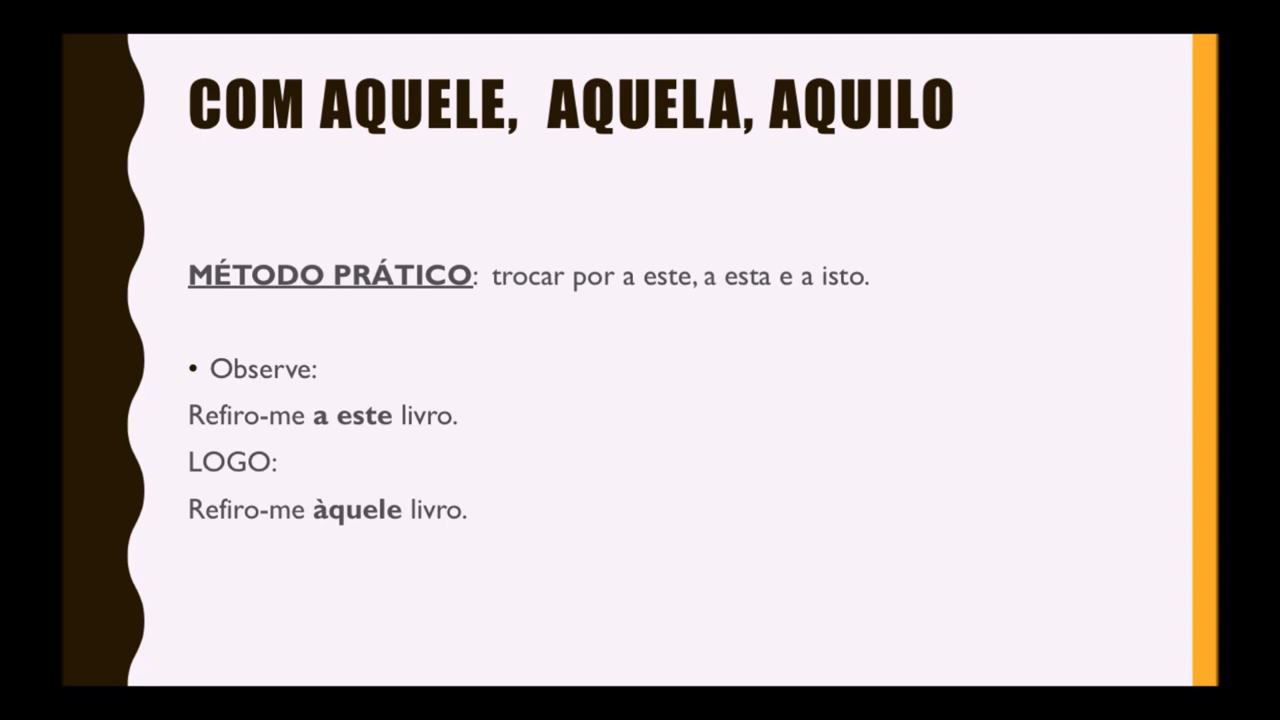 COM AQUELE, AQUELA, AQUILO
MÉTODO PRÁTICO: trocar por a este, a esta e a isto.
• Observe:
Refiro-me a este livro.
LOGO:
Refiro-me àquele livro.